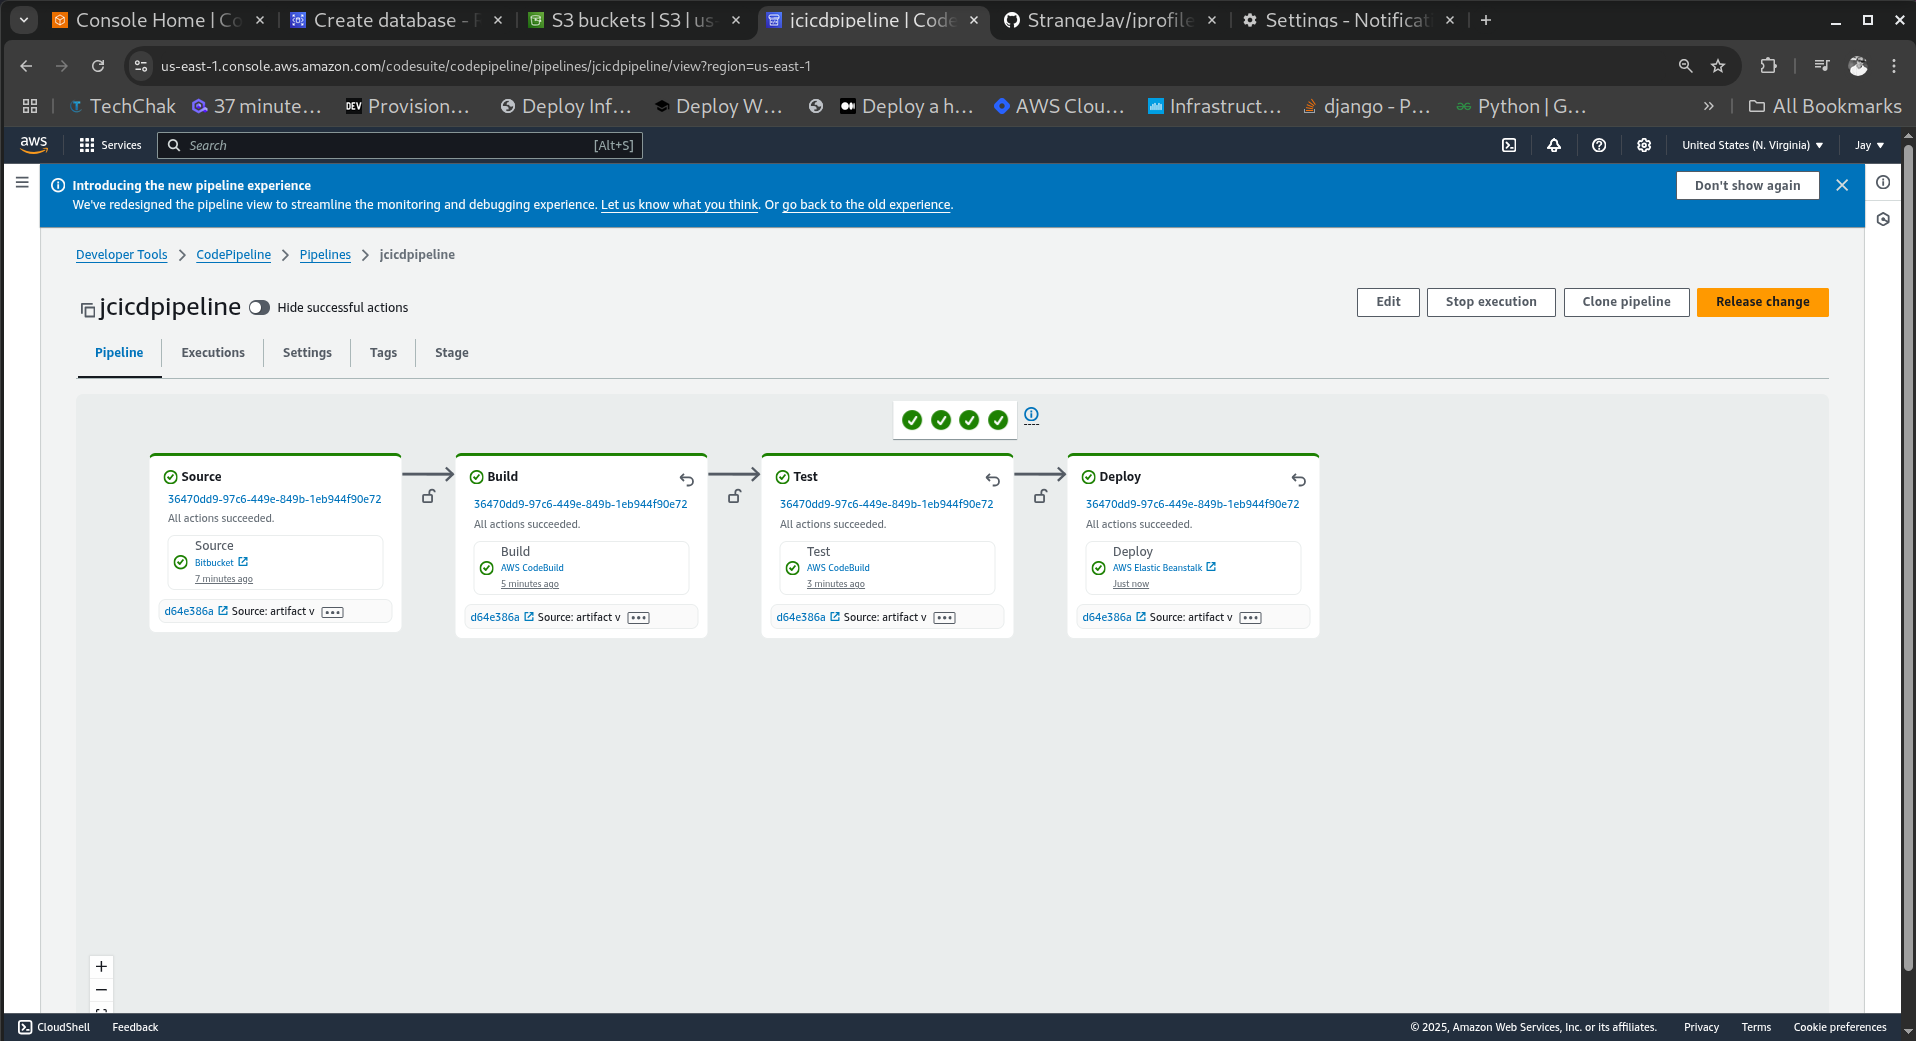 Console Home | Co
Create database - R
S3 buckets | S3 | us-
jcicdpipeline | Code
StrangeJay/jprofile
Settings - Notificat
us-east-1.console.aws.amazon.com/codesuite/codepipeline/pipelines/jcicdpipeline/view?region=us-east-1
TechChak
37 minute...
DEV Provision...
Deploy Inf...
Deploy W...
Deploy a h...
AWS Clou...
Infrastruct...
django - P...
Python | G...
All Bookmarks
aws
Services
Search
[Alt+S]
United States (N. Virginia)
Jay
Introducing the new pipeline experience
Don't show again
We've redesigned the pipeline view to streamline the monitoring and debugging experience. Let us know what you think. Or go back to the old experience.
Developer Tools
CodePipeline
Pipelines
jcicdpipeline
jcicdpipeline
Hide successful actions
Edit
Stop execution
Clone pipeline
Release change
Pipeline
Executions
Settings
Tags
Stage
Source
36470dd9-97c6-449e-849b-1eb944f90e72
All actions succeeded.
Source
Bitbucket
7 minutes ago
d64e386a Source: artifact v
Build
36470dd9-97c6-449e-849b-1eb944f90e72
All actions succeeded.
Build
AWS CodeBuild
5 minutes ago
d64e386a Source: artifact v
Test
36470dd9-97c6-449e-849b-1eb944f90e72
All actions succeeded.
Test
AWS CodeBuild
3 minutes ago
d64e386a Source: artifact v
Deploy
36470dd9-97c6-449e-849b-1eb944f90e72
All actions succeeded.
Deploy
AWS Elastic Beanstalk
Just now
d64e386a Source: artifact v
CloudShell
Feedback
© 2025, Amazon Web Services, Inc. or its affiliates.
Privacy
Terms
Cookie preferences